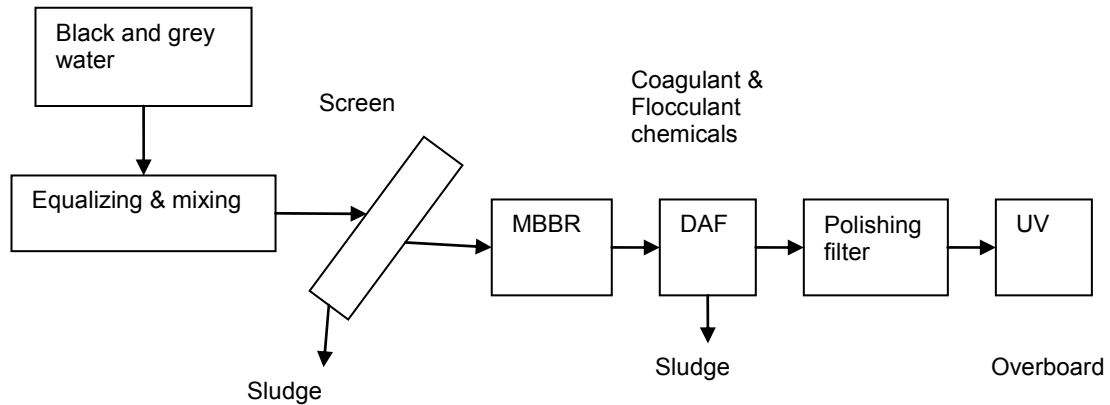 Black and grey
water
Screen
Coagulant &
Flocculant
chemicals
Equalizing & mixing
MBBR
DAF
Polishing
filter
UV
Sludge
Sludge
Overboard